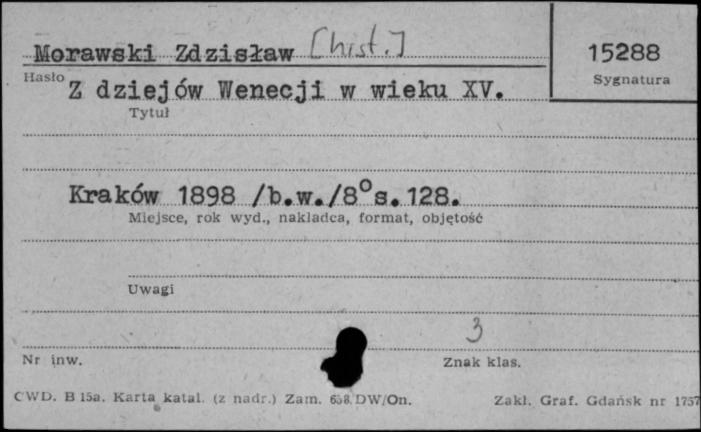 Morawski Zdzisław [hist.]
15288
Hasło
Sygnatura
Z dziejów Wenecji w wieku XV.
Tytuł
Kraków 1898 /b.w./8° s.128.
Miejsce, rok wyd., nakladca, format, objętość
Uwagi
3
Nr inw.
Znak klas.
CWD. B 15a. Karta katal. (z nadr.) Zam. 658.DW/On.
Zakł. Graf. Gdańsk nr 1757